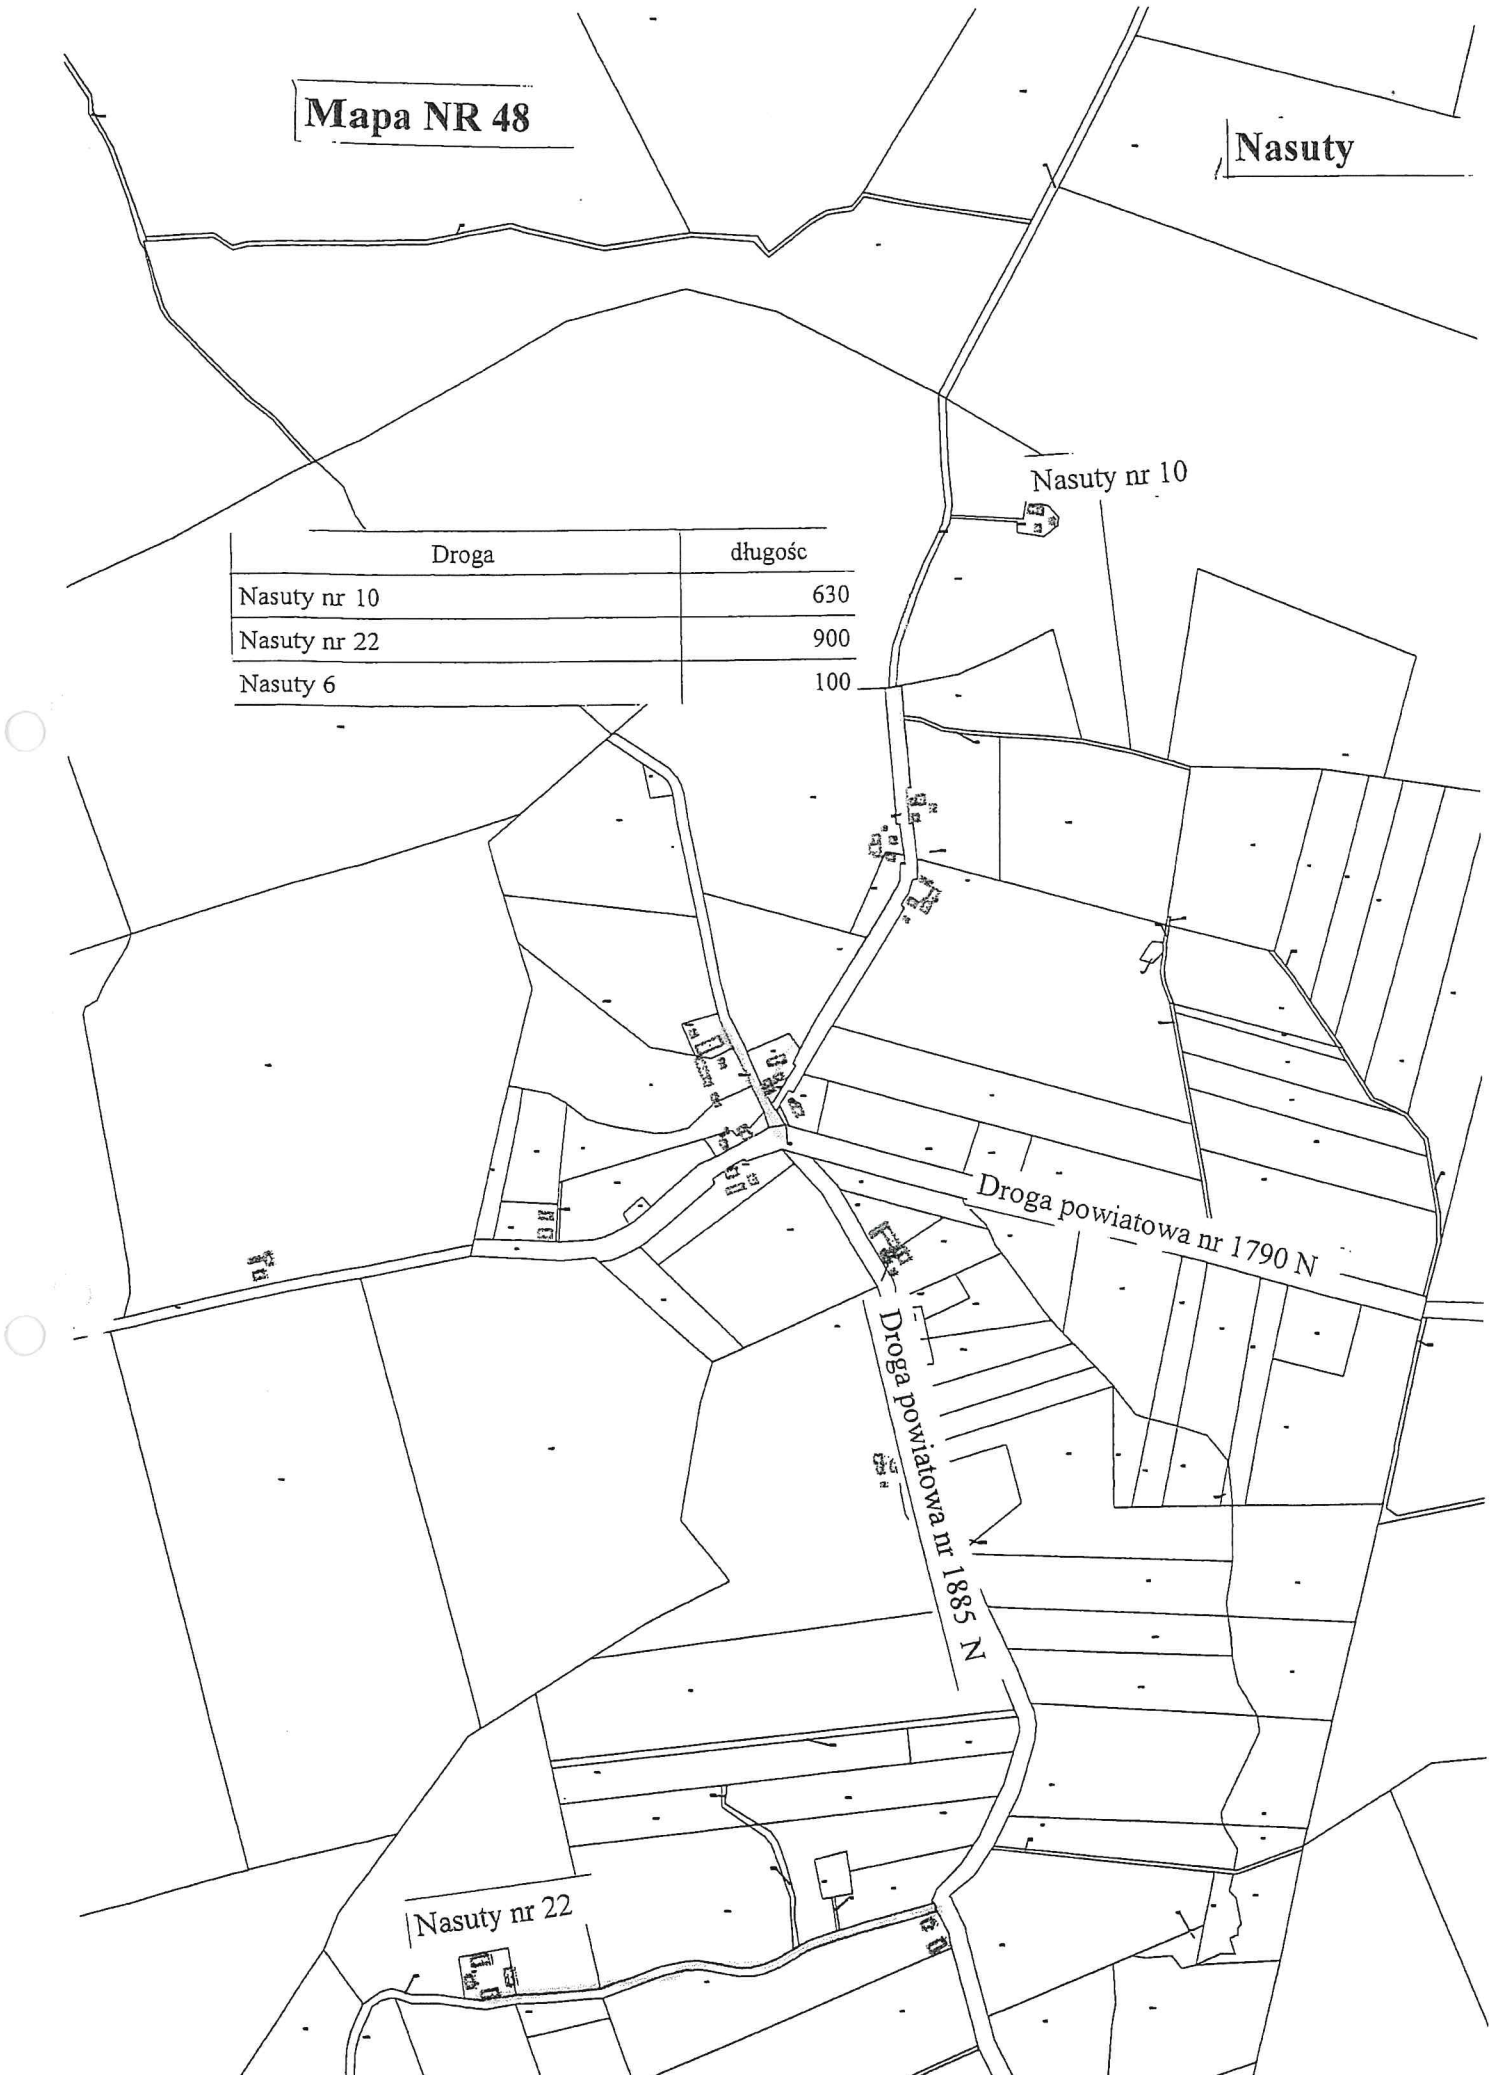 Mapa NR 48
Nasuty
Nasuty nr 10
Droga długośc
Nasuty nr 10 630
Nasuty nr 22 900
Nasuty 6 100
Droga powiatowa nr 1790 N
Droga powiatowa nr 1885 N
Nasuty nr 22